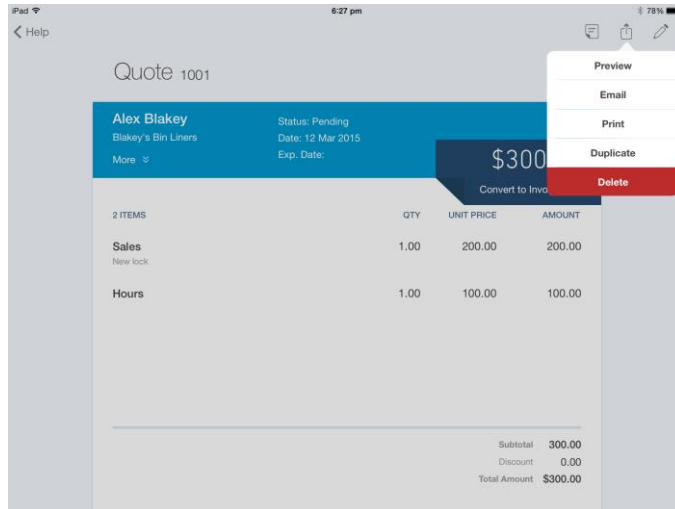 iPad 6:27 pm 78%
Help
Preview
Email
Print
Duplicate
Delete
Quote 1001
Alex Blakey
Blakey's Bin Liners
More
Status: Pending
Date: 12 Mar 2015
Exp. Date:
$300
Convert to Invo
2 ITEMS QTY UNIT PRICE AMOUNT
Sales 1.00 200.00 200.00
New lock
Hours 1.00 100.00 100.00
Subtotal 300.00
Discount 0.00
Total Amount $300.00